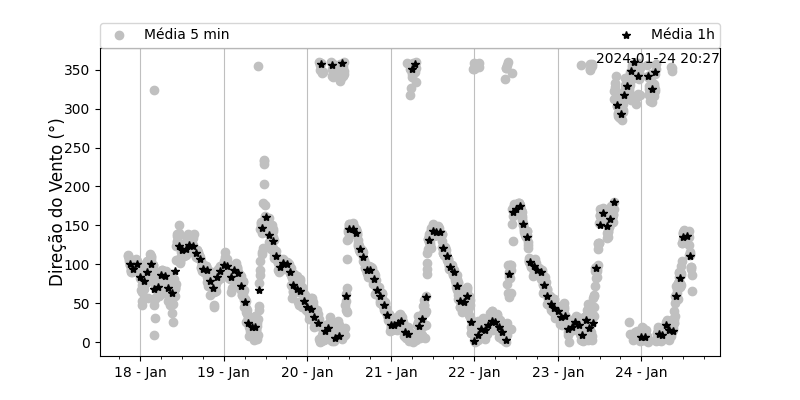 Média 5 min
Média 1h
2024-01-24 20:27
Direção do Vento (°)
350
300
250
200
150
100
50
0
18 - Jan
19 - Jan
20 - Jan
21 - Jan
22 - Jan
23 - Jan
24 - Jan